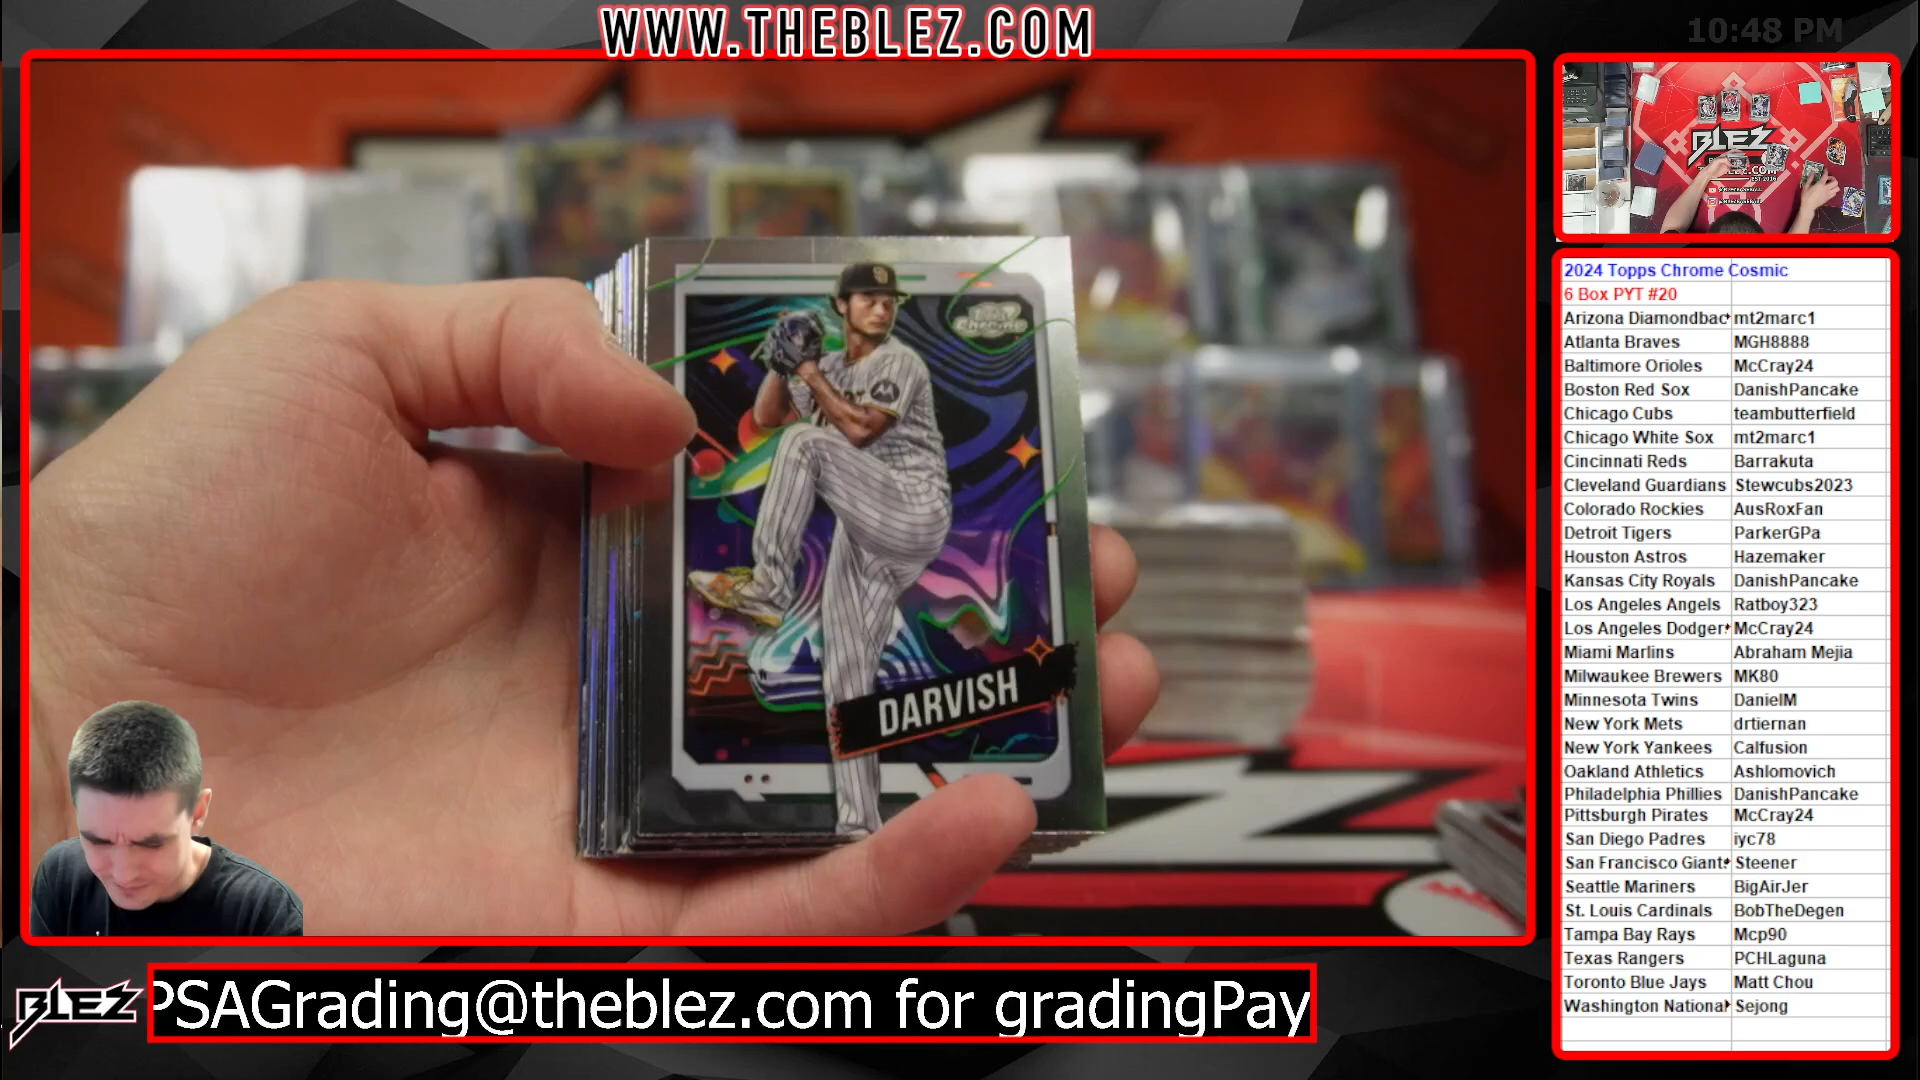 WWW.THEBLEZ.COM
10:48 PM
BLEZ
DARVISH
2024 Topps Chrome Cosmic
6 Box PYT #20
Arizona Diamondbac mt2marc1
Atlanta Braves MGH8888
Baltimore Orioles McCray24
Boston Red Sox DanishPancake
Chicago Cubs teambutterfield
Chicago White Sox mt2marc1
Cincinnati Reds Barrakuta
Cleveland Guardians Stewcubs2023
Colorado Rockies AusRoxFan
Detroit Tigers ParkerGPa
Houston Astros Hazemaker
Kansas City Royals DanishPancake
Los Angeles Angels Ratboy323
Los Angeles Dodger McCray24
Miami Marlins Abraham Mejia
Milwaukee Brewers MK80
Minnesota Twins DanielM
New York Mets drtiernan
New York Yankees Calfusion
Oakland Athletics Ashlomovich
Philadelphia Phillies DanishPancake
Pittsburgh Pirates McCray24
San Diego Padres iyc78
San Francisco Giant Steener
Seattle Mariners BigAirJer
St. Louis Cardinals BobTheDegen
Tampa Bay Rays Mcp90
Texas Rangers PCHLaguna
Toronto Blue Jays Matt Chou
Washington National Sejong
BLEZ
PSAGrading@theblez.com for gradingPay